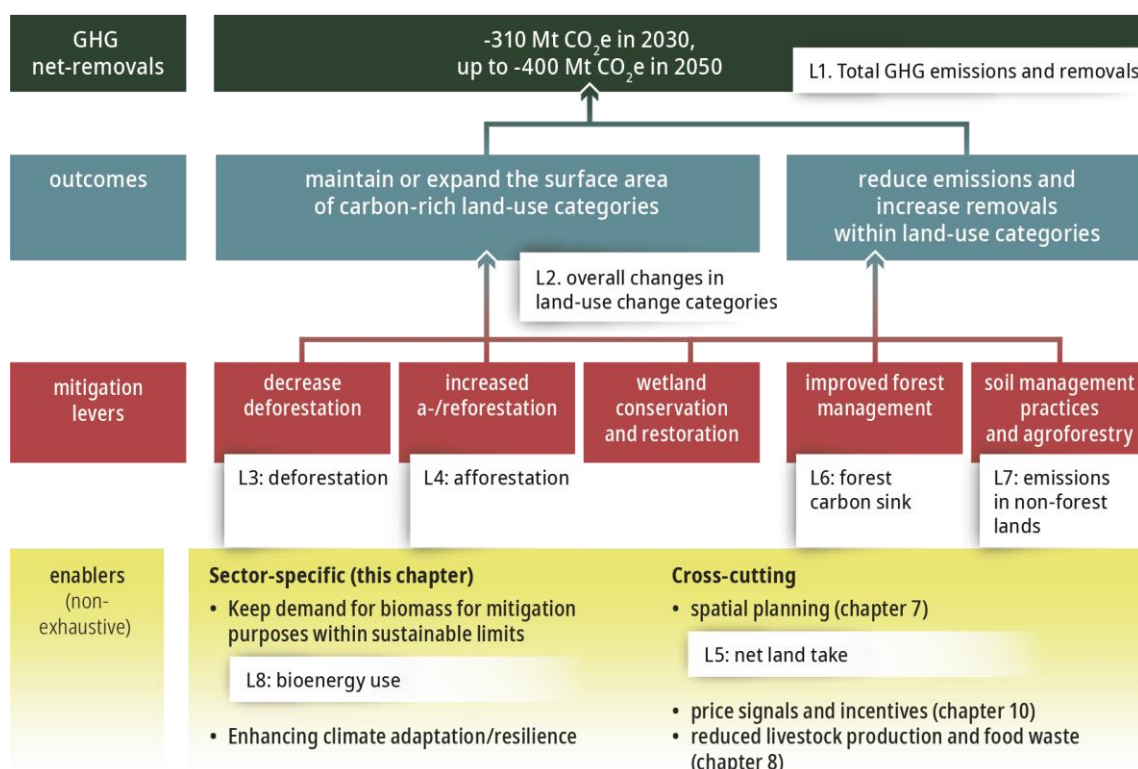 GHG
net-removals
-310 Mt CO₂e in 2030,
up to -400 Mt CO₂e in 2050
L1. Total GHG emissions and removals
outcomes
maintain or expand the surface area
of carbon-rich land-use categories
reduce emissions and
increase removals
within land-use categories
L2. overall changes in
land-use change categories
mitigation
levers
decrease
deforestation
increased
a-/reforestation
wetland
conservation
and restoration
improved forest
management
soil management
practices
and agroforestry
L3: deforestation
L4: afforestation
L6: forest
carbon sink
L7: emissions
in non-forest
lands
enablers
(non-
exhaustive)
Sector-specific (this chapter)
• Keep demand for biomass for mitigation
purposes within sustainable limits
L8: bioenergy use
• Enhancing climate adaptation/resilience
Cross-cutting
• spatial planning (chapter 7)
L5: net land take
• price signals and incentives (chapter 10)
• reduced livestock production and food waste
(chapter 8)